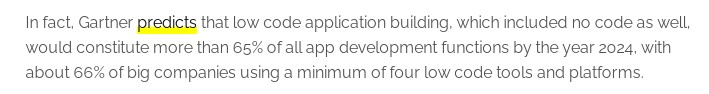 In fact, Gartner predicts that low code application building, which included no code as well,
would constitute more than 65% of all app development functions by the year 2024, with
about 66% of big companies using a minimum of four low code tools and platforms.